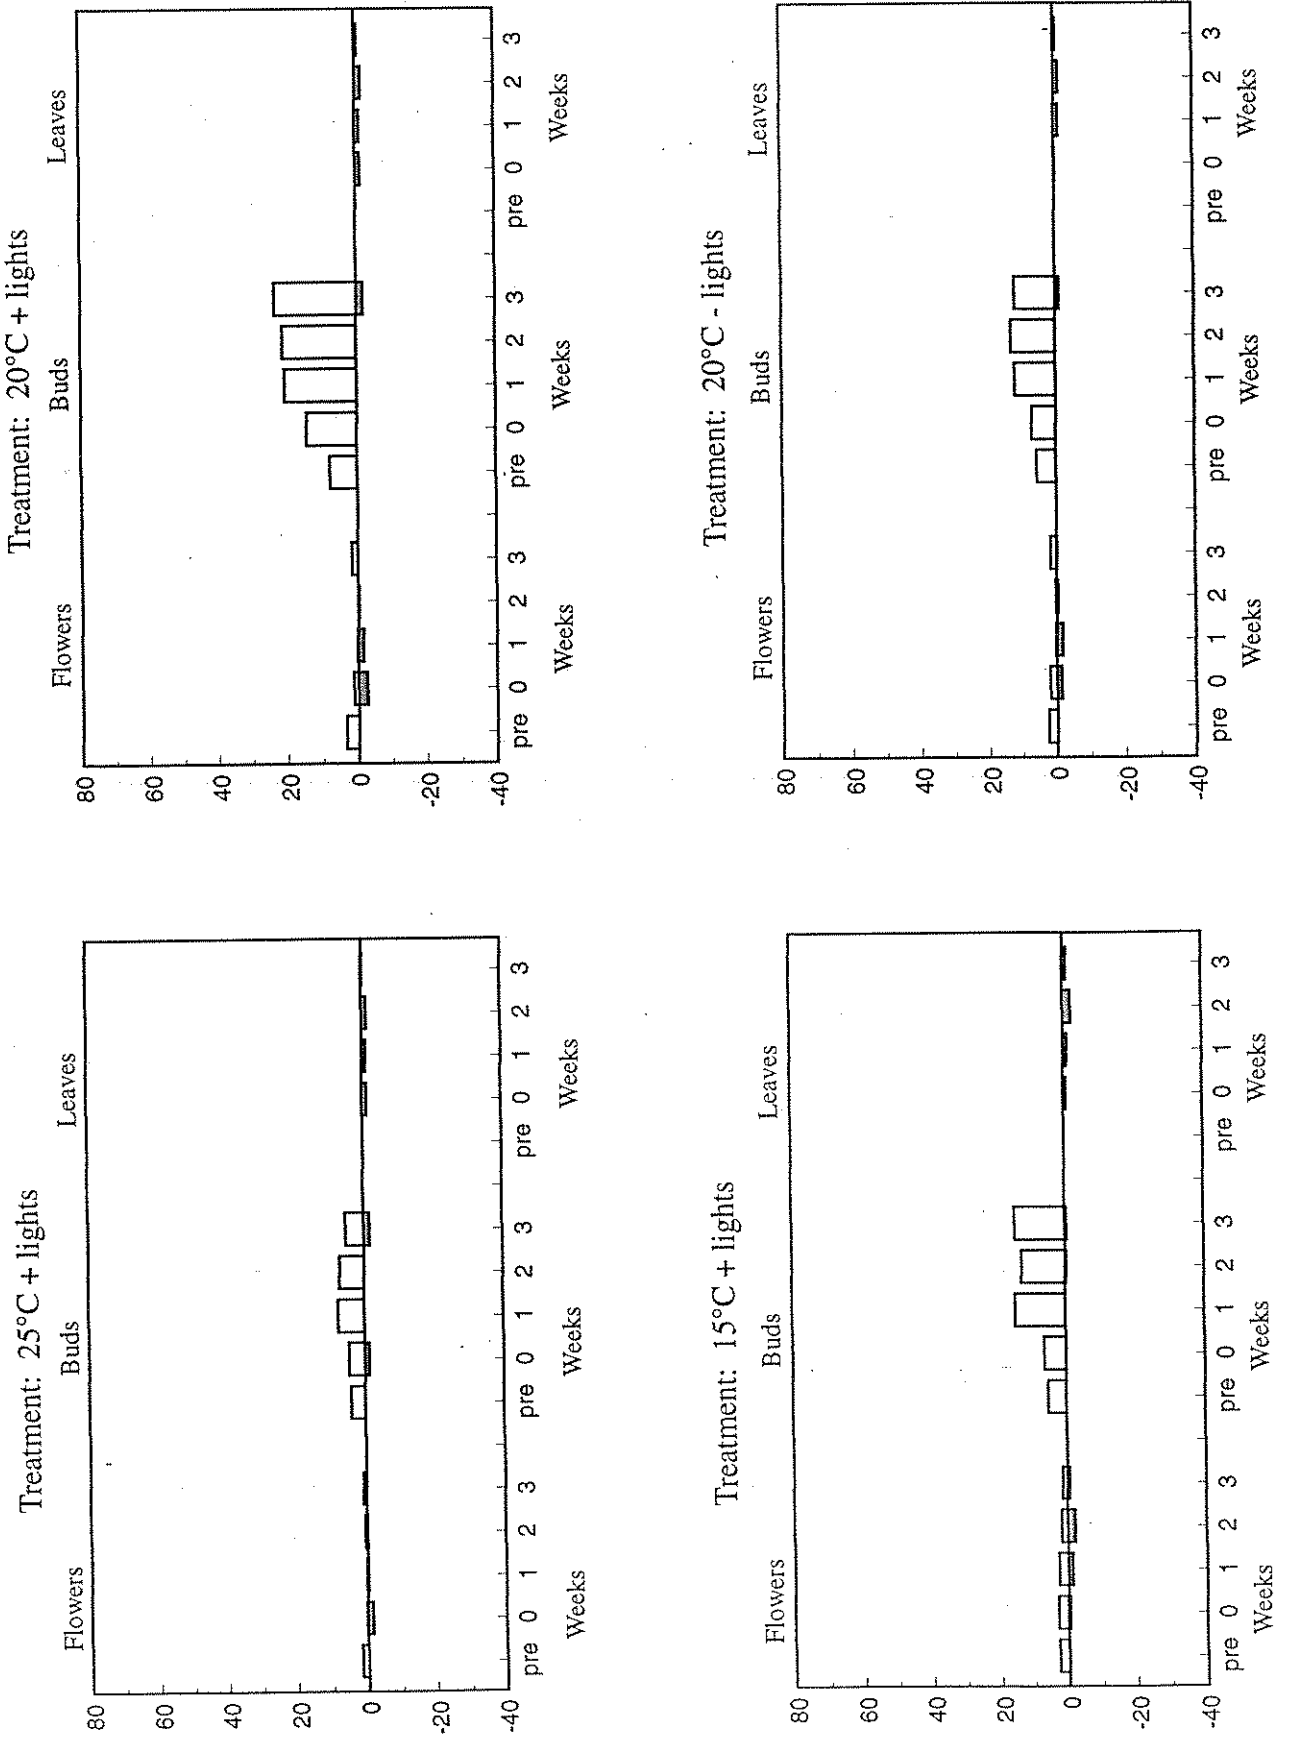 Treatment: 25°C + lights
Flowers Buds Leaves
80
60
40
20
0
-20
-40
pre 0 1 2 3 pre 0 1 2 3 pre 0 1 2 3
Weeks Weeks Weeks
Treatment: 20°C + lights
Flowers Buds Leaves
80
60
40
20
0
-20
-40
pre 0 1 2 3 pre 0 1 2 3 pre 0 1 2 3
Weeks Weeks Weeks
Treatment: 15°C + lights
Flowers Buds Leaves
80
60
40
20
0
-20
-40
pre 0 1 2 3 pre 0 1 2 3 pre 0 1 2 3
Weeks Weeks Weeks
Treatment: 20°C - lights
Flowers Buds Leaves
80
60
40
20
0
-20
-40
pre 0 1 2 3 pre 0 1 2 3 pre 0 1 2 3
Weeks Weeks Weeks